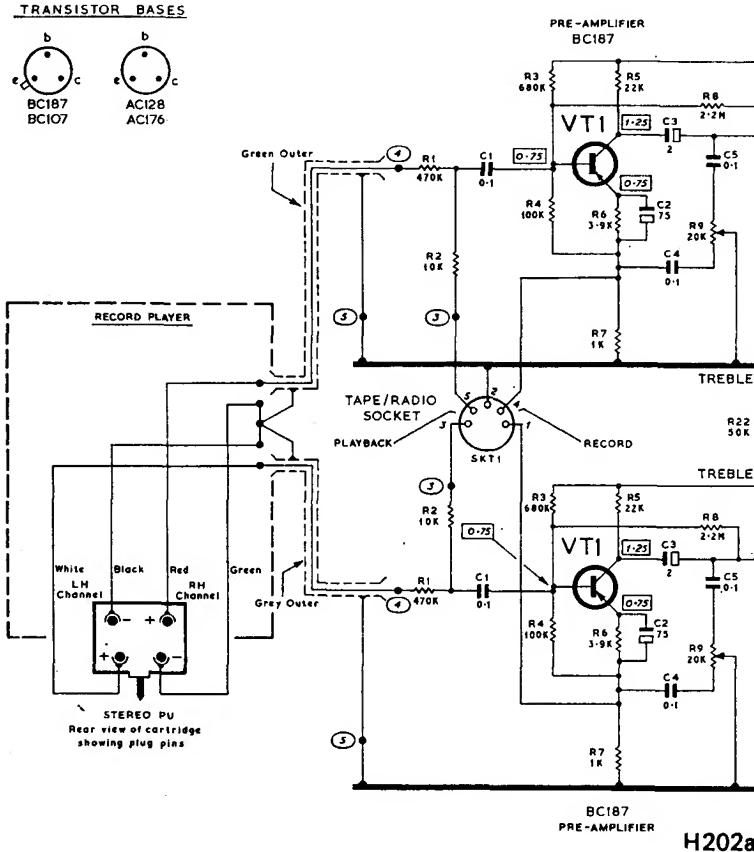 TRANSISTOR BASES
b
e
c
BC187
BC107
b
e
c
AC128
AC176
PRE-AMPLIFIER
BC187
R3
680K
R5
22K
R8
2·2M
VT1
1·25
C3
2
C5
0·1
0·75
0·75
C2
75
R4
100K
R6
3·9K
R9
20K
C4
0·1
R7
1K
Green Outer
4
R1
470K
C1
0·1
R2
10K
5
3
TREBLE
RECORD PLAYER
TAPE/RADIO
SOCKET
PLAYBACK
5
2
4
3
1
SKT1
RECORD
R22
50K
TREBLE
3
R2
10K
R3
680K
R5
22K
R8
2·2M
0·75
VT1
1·25
C3
2
C5
0·1
0·75
C2
75
R4
100K
R6
3·9K
R9
20K
C4
0·1
R7
1K
White
Black
Red
Green
LH
Channel
RH
Channel
Grey Outer
4
R1
470K
C1
0·1
-
+
+
-
STEREO PU
Rear view of cartridge
showing plug pins
5
BC187
PRE-AMPLIFIER
H202a